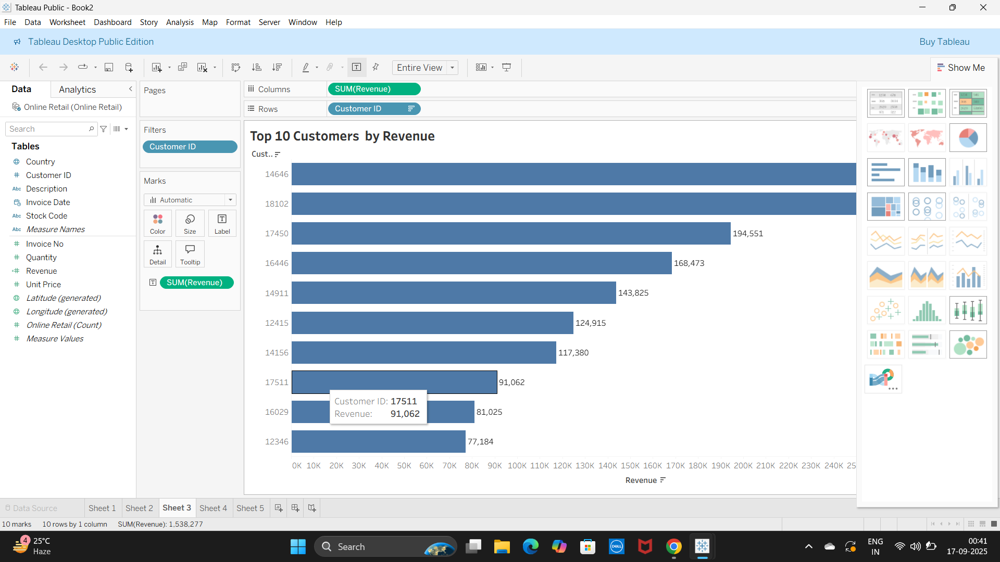 Tableau Public - Book2
File Data Worksheet Dashboard Story Analysis Map Format Server Window Help
Tableau Desktop Public Edition
Buy Tableau
Entire View
Show Me
Data
Analytics
Online Retail (Online Retail)
Search
Tables
Country
Customer ID
Abc Description
Invoice Date
Abc Stock Code
Abc Measure Names
Invoice No
Quantity
Revenue
Unit Price
Latitude (generated)
Longitude (generated)
Online Retail (Count)
Measure Values
Pages
Filters
Customer ID
Marks
Automatic
Color Size Label
Detail Tooltip
SUM(Revenue)
Columns SUM(Revenue)
Rows Customer ID
Top 10 Customers by Revenue
Cust..
14646
18102
17450 194,551
16446 168,473
14911 143,825
12415 124,915
14156 117,380
17511 91,062
Customer ID: 17511
Revenue: 91,062
16029 81,025
12346 77,184
0K 10K 20K 30K 40K 50K 60K 70K 80K 90K 100K 110K 120K 130K 140K 150K 160K 170K 180K 190K 200K 210K 220K 230K 240K 25
Revenue
Data Source Sheet 1 Sheet 2 Sheet 3 Sheet 4 Sheet 5
10 marks 10 rows by 1 column SUM(Revenue): 1,538,277
4
25°C
Haze
Search
DELL
ENG
IN
00:41
17-09-2025